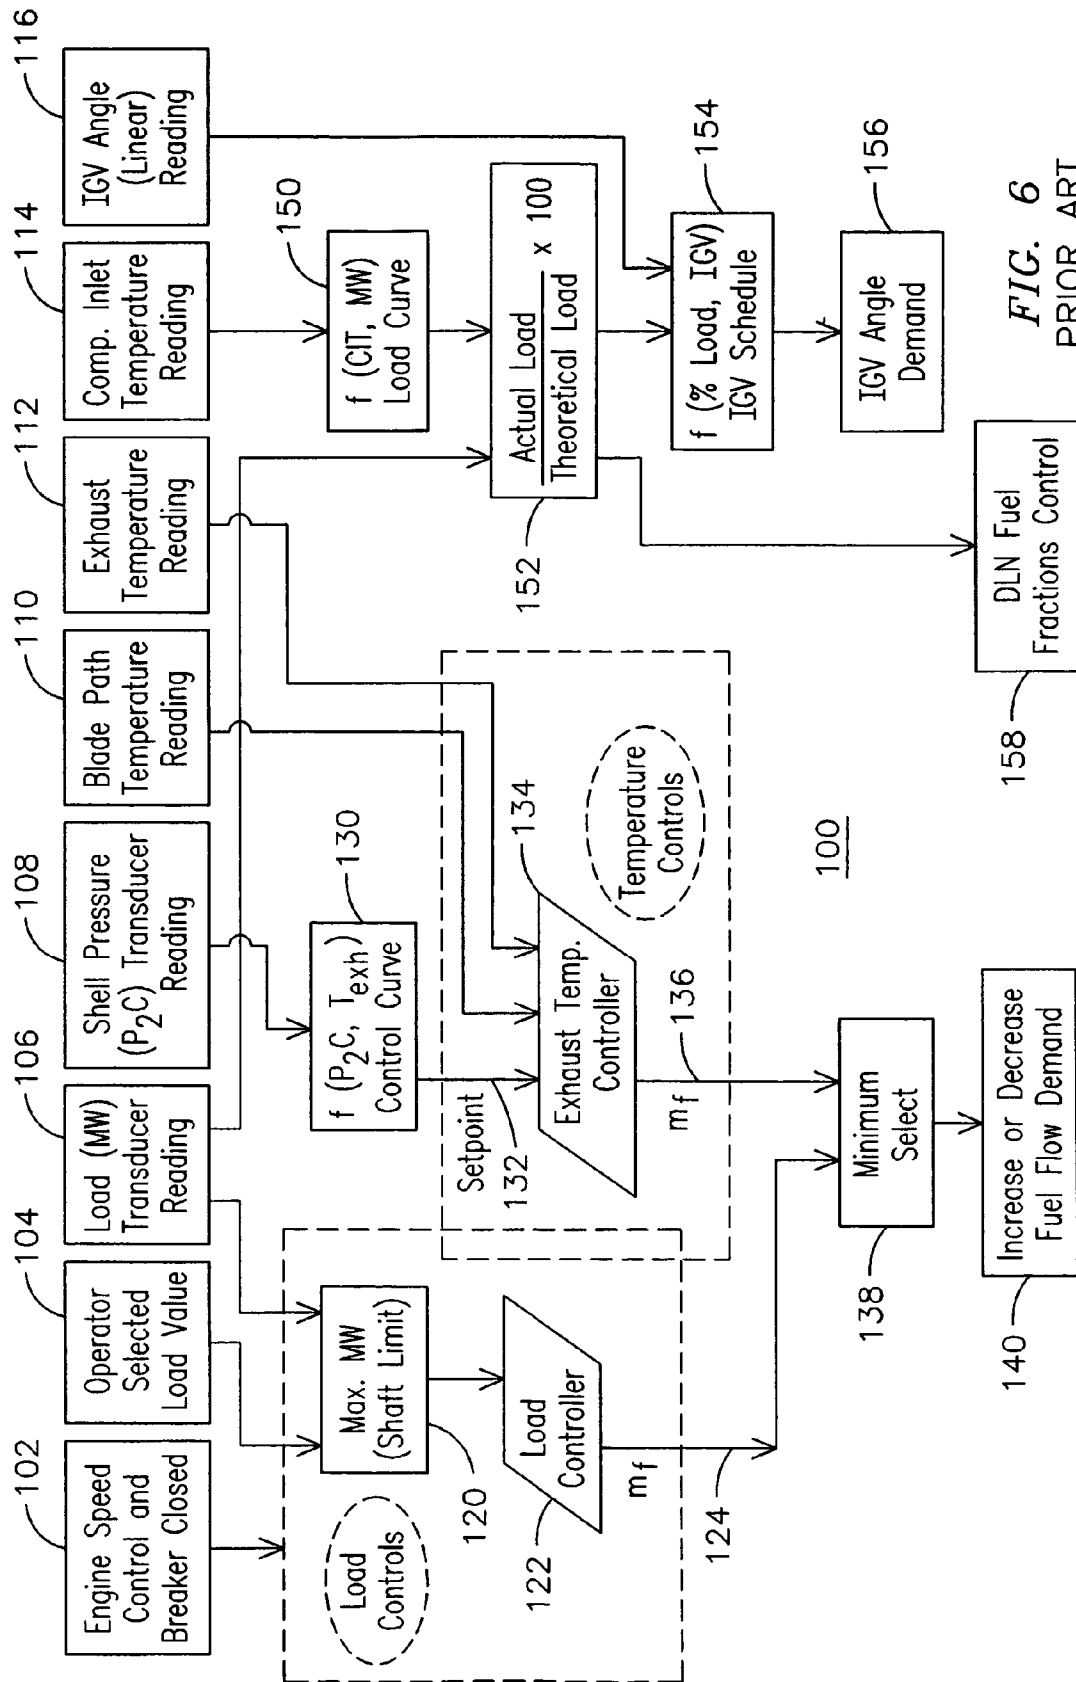 102
104
106
108
110
112
114
116
Engine Speed
Control and
Breaker Closed
Operator
Selected
Load Value
Load (MW)
Transducer
Reading
Shell Pressure
(P2C) Transducer
Reading
Blade Path
Temperature
Reading
Exhaust
Temperature
Reading
Comp. Inlet
Temperature
Reading
IGV Angle
(Linear)
Reading
Load
Controls
Max. MW
(Shaft Limit)
120
f (P2C, Texh)
Control Curve
130
f (CIT, MW)
Load Curve
150
Setpoint
132
Load
Controller
122
mf
124
Exhaust Temp.
Controller
134
Temperature
Controls
mf
136
Actual Load
Theoretical Load
x 100
152
f (% Load, IGV)
IGV Schedule
154
IGV Angle
Demand
156
Minimum
Select
138
100
Increase or Decrease
Fuel Flow Demand
140
DLN Fuel
Fractions Control
158
FIG. 6
PRIOR ART